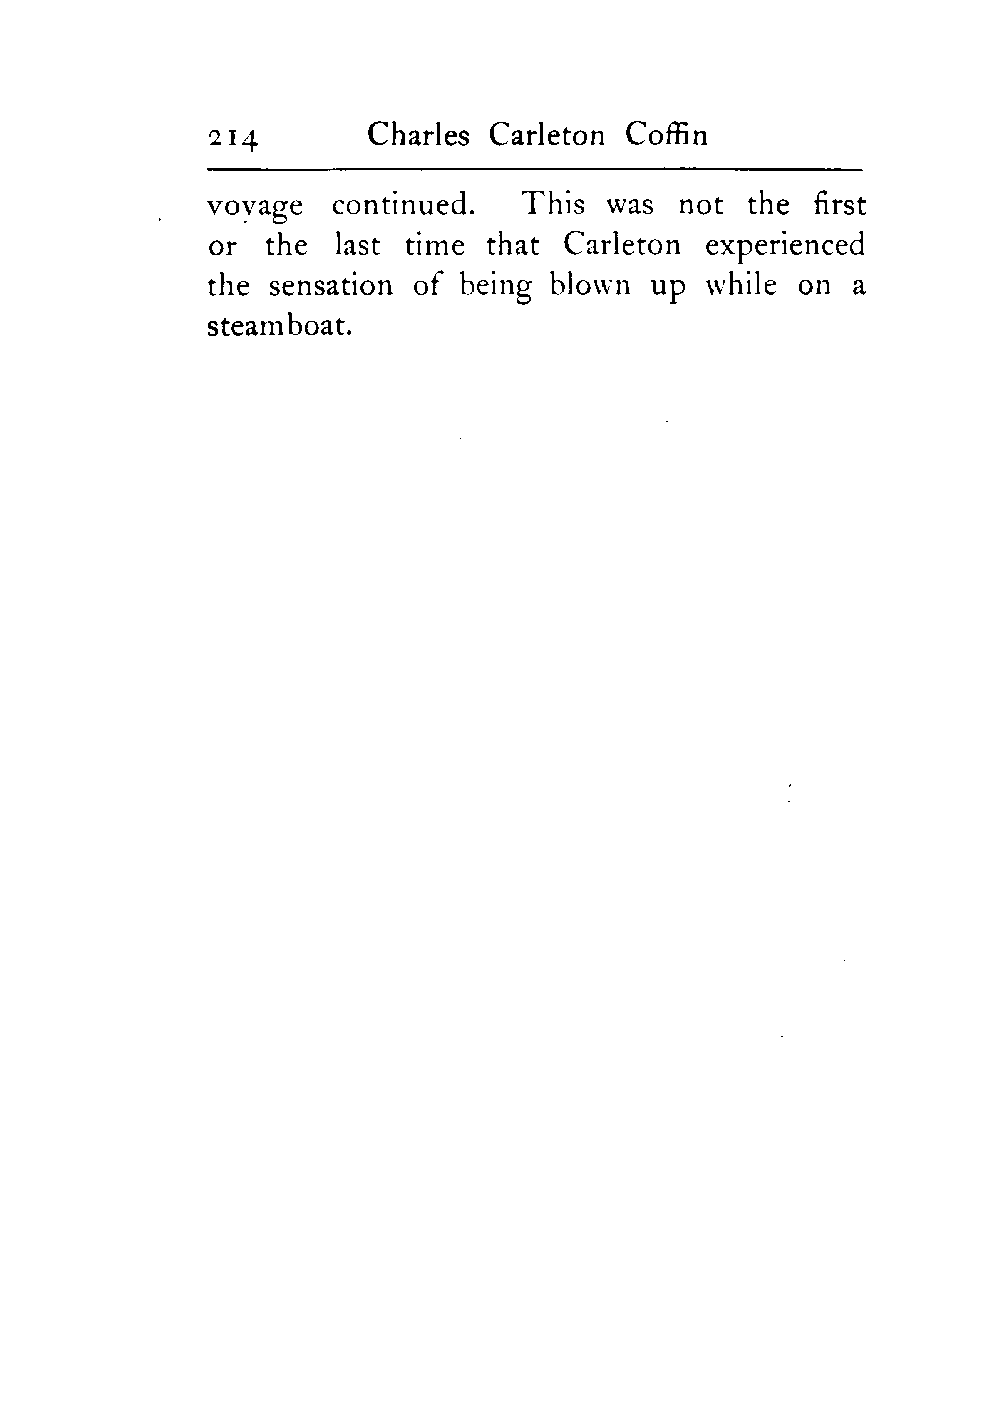 214 Charles Carleton Coffin
voyage continued. This was not the first
or the last time that Carleton experienced
the sensation of being blown up while on a
steamboat.